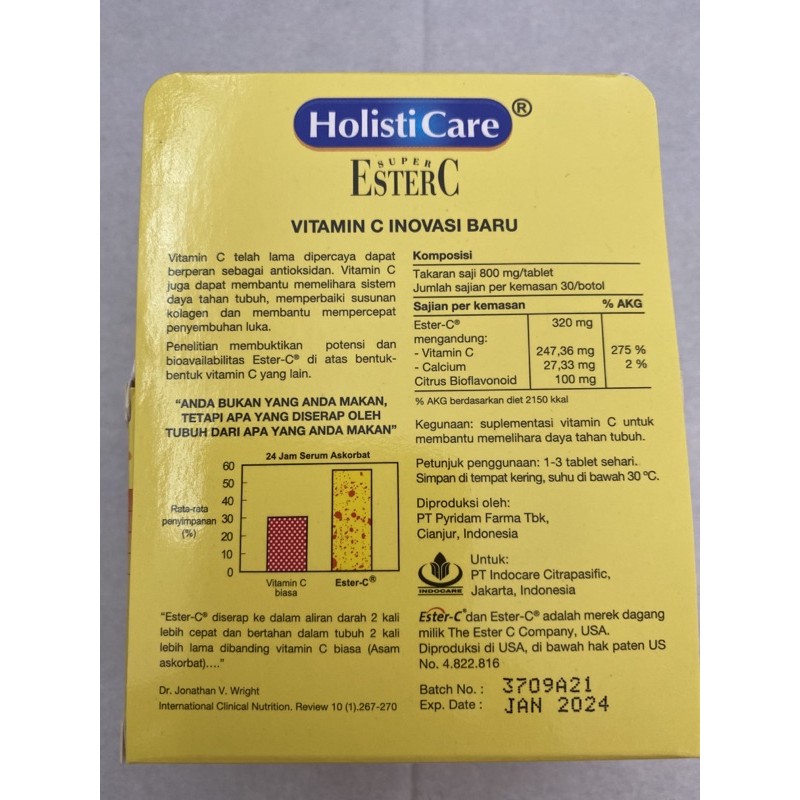 HolistiCare®
SUPER
ESTERC
VITAMIN C INOVASI BARU
Vitamin C telah lama dipercaya dapat
berperan sebagai antioksidan. Vitamin C
juga dapat membantu memelihara sistem
daya tahan tubuh, memperbaiki susunan
kolagen dan membantu mempercepat
penyembuhan luka.
Penelitian membuktikan potensi dan
bioavailabilitas Ester-C® di atas bentuk-
bentuk vitamin C yang lain.
"ANDA BUKAN YANG ANDA MAKAN,
TETAPI APA YANG DISERAP OLEH
TUBUH DARI APA YANG ANDA MAKAN"
24 Jam Serum Askorbat
60
50
40
30
20
10
0
Rata-rata
penyimpanan
(%)
Vitamin C
biasa
Ester-C®
"Ester-C® diserap ke dalam aliran darah 2 kali
lebih cepat dan bertahan dalam tubuh 2 kali
lebih lama dibanding vitamin C biasa (Asam
askorbat)...."
Dr. Jonathan V. Wright
International Clinical Nutrition. Review 10 (1).267-270
Komposisi
Takaran saji 800 mg/tablet
Jumlah sajian per kemasan 30/botol
Sajian per kemasan % AKG
Ester-C® 320 mg
mengandung:
- Vitamin C 247,36 mg 275 %
- Calcium 27,33 mg 2 %
Citrus Bioflavonoid 100 mg
% AKG berdasarkan diet 2150 kkal
Kegunaan: suplementasi vitamin C untuk
membantu memelihara daya tahan tubuh.
Petunjuk penggunaan: 1-3 tablet sehari.
Simpan di tempat kering, suhu di bawah 30 ºC.
Diproduksi oleh:
PT Pyridam Farma Tbk,
Cianjur, Indonesia
INDOCARE
Untuk:
PT Indocare Citrapasific,
Jakarta, Indonesia
Ester-C® dan Ester-C® adalah merek dagang
milik The Ester C Company, USA.
Diproduksi di USA, di bawah hak paten US
No. 4.822.816
Batch No. : 3709A21
Exp. Date : JAN 2024